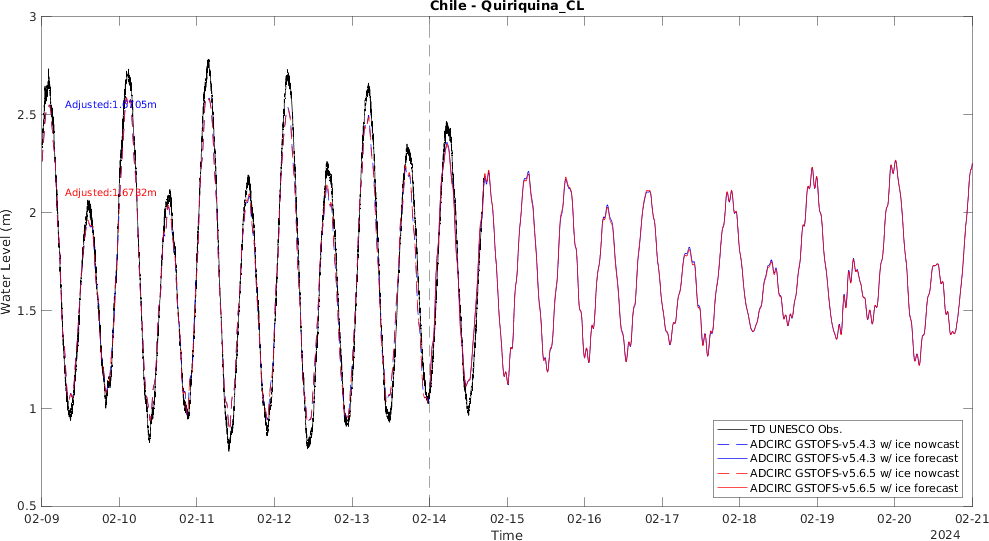 Chile - Quiriquina_CL
3
2.5
2
1.5
1
0.5
Water Level (m)
Adjusted:1.6732m
TD UNESCO Obs.
ADCIRC GSTOFS-v5.4.3 w/ ice nowcast
ADCIRC GSTOFS-v5.4.3 w/ ice forecast
ADCIRC GSTOFS-v5.6.5 w/ ice nowcast
ADCIRC GSTOFS-v5.6.5 w/ ice forecast
02-09 02-10 02-11 02-12 02-13 02-14 02-15 02-16 02-17 02-18 02-19 02-20 02-21
Time
2024